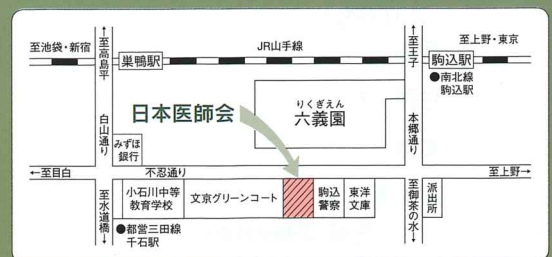 至池袋・新宿
←至高島平
巣鴨駅
JR山手線
至王子→
駒込駅
至上野・東京
●南北線
駒込駅
日本医師会
りくぎえん
六義園
白山通り
本郷通り
みずほ
銀行
←至目白
不忍通り
至上野→
至水道橋→
小石川中等
教育学校
文京グリーンコート
駒込
警察
東洋
文庫
至御茶の水→
派出所
●都営三田線
千石駅